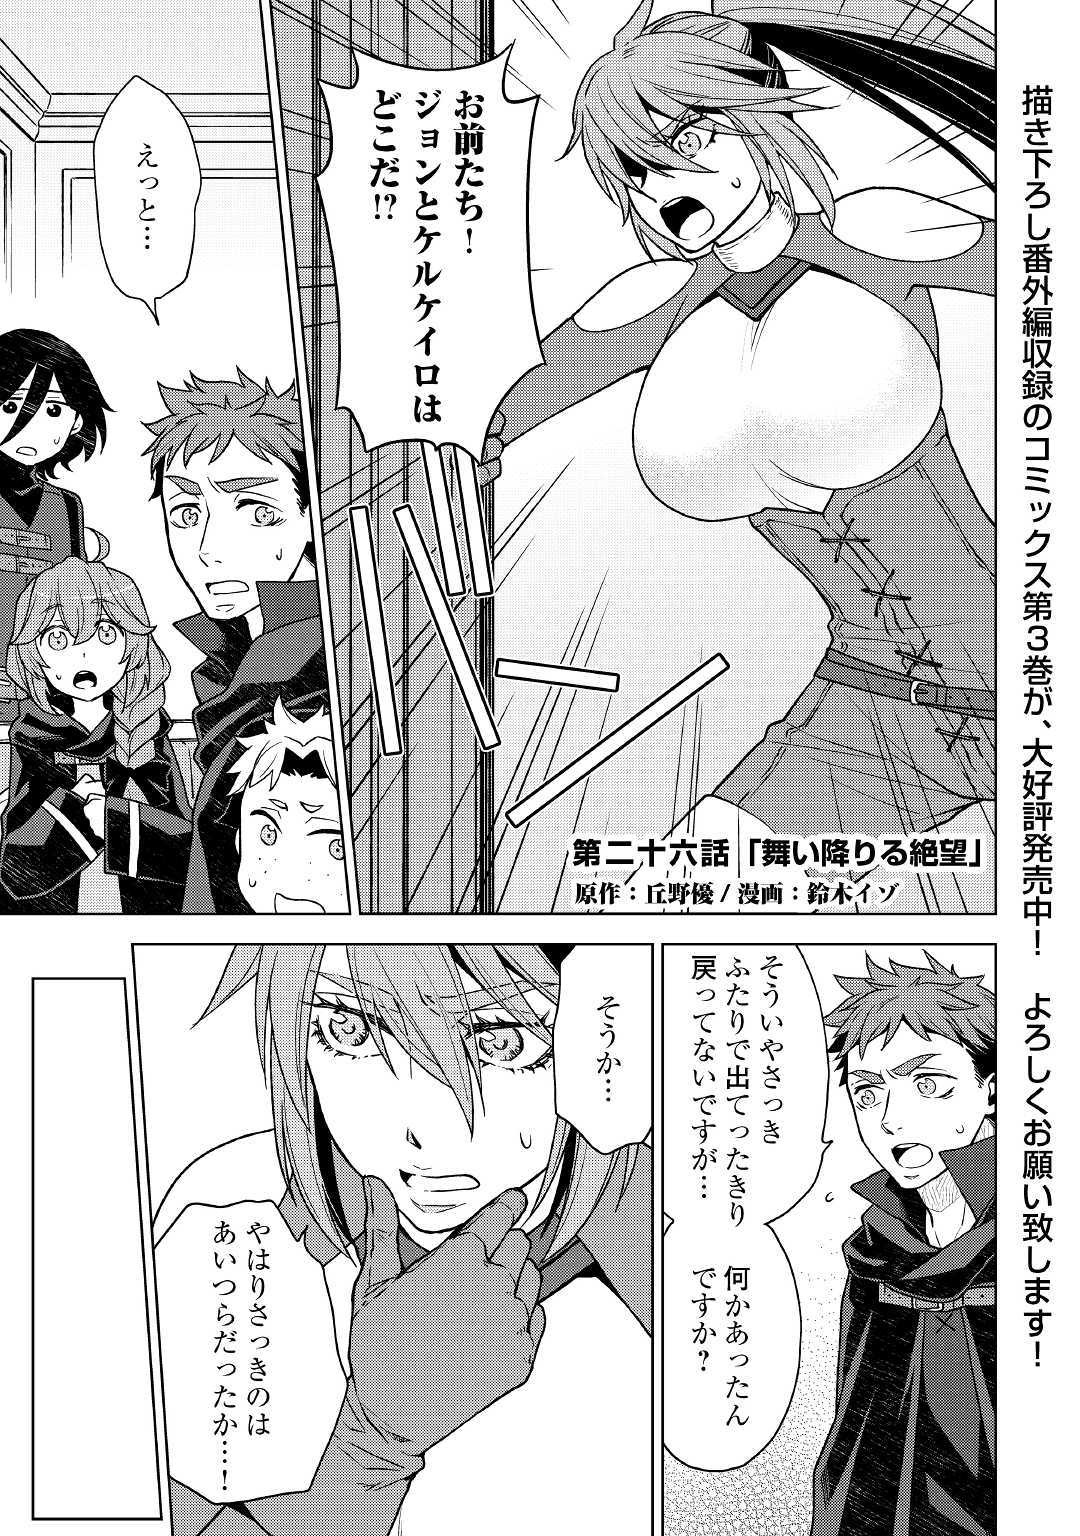 描き下ろし番外編収録のコミックス第3巻が、大好評発売中！　よろしくお願い致します！
お前たち！
ジョンとケルケイロは
どこだ!?
えっと…
第二十六話「舞い降りる絶望」
原作：丘野優 / 漫画：鈴木イゾ
そういやさっき
ふたりで出てったきり
戻ってないですが…
何かあったん
ですか？
そうか…
やはりさっきのは
あいつらだったか…！